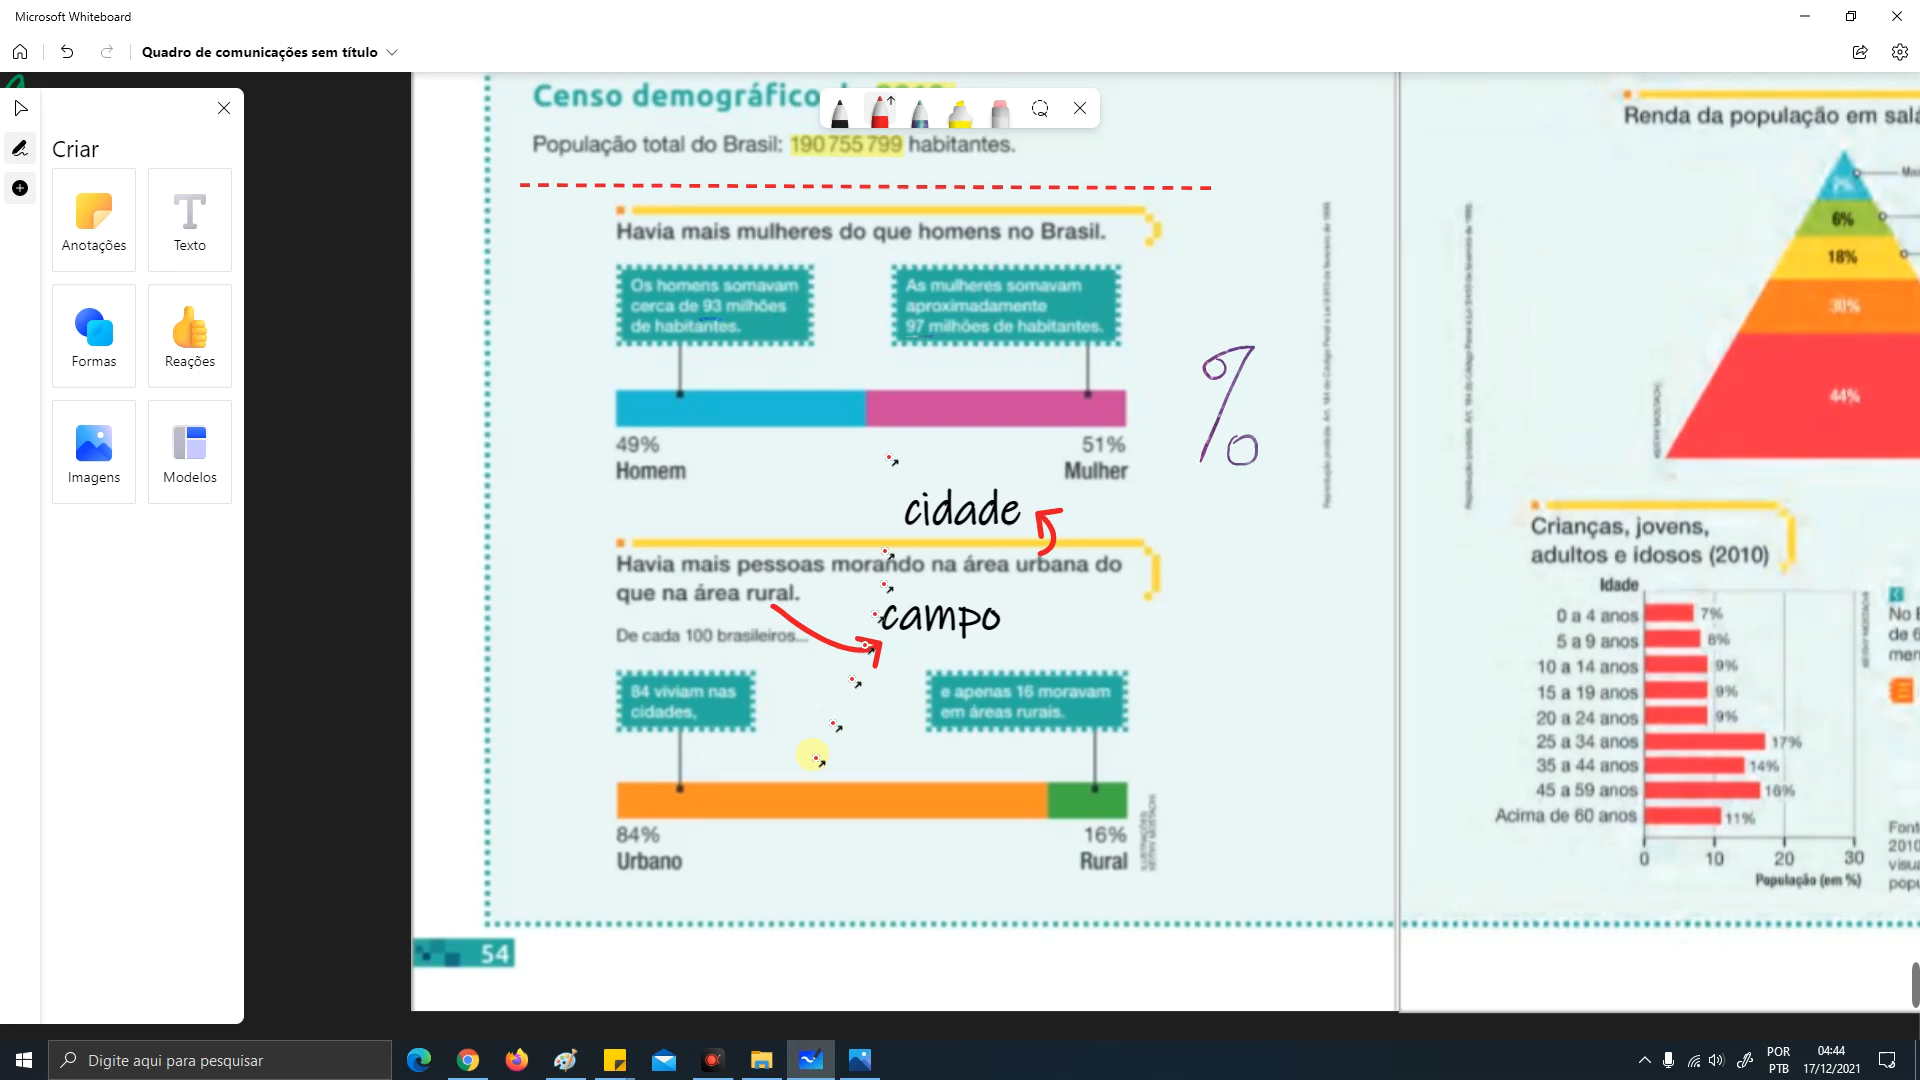 Microsoft Whiteboard
Quadro de comunicações sem título
Criar
Anotações
Texto
Formas
Reações
Imagens
Modelos
Censo demográfico
População total do Brasil: 190 755 799 habitantes.
Havia mais mulheres do que homens no Brasil.
Os homens somavam
cerca de 93 milhões
de habitantes.
As mulheres somavam
aproximadamente
97 milhões de habitantes.
49%
Homem
51%
Mulher
%
cidade
Havia mais pessoas morando na área urbana do
que na área rural.
campo
De cada 100 brasileiros...
84 viviam nas
cidades,
e apenas 16 moravam
em áreas rurais.
84%
Urbano
16%
Rural
54
Renda da população em salá
6%
18%
30%
44%
Crianças, jovens,
adultos e idosos (2010)
Idade
0 a 4 anos 7%
5 a 9 anos 8%
10 a 14 anos 9%
15 a 19 anos 9%
20 a 24 anos 9%
25 a 34 anos 17%
35 a 44 anos 14%
45 a 59 anos 16%
Acima de 60 anos 11%
0 10 20 30
População (em %)
de 6
men
Font
2010
visua
popu
Digite aqui para pesquisar
POR
PTB
04:44
17/12/2021